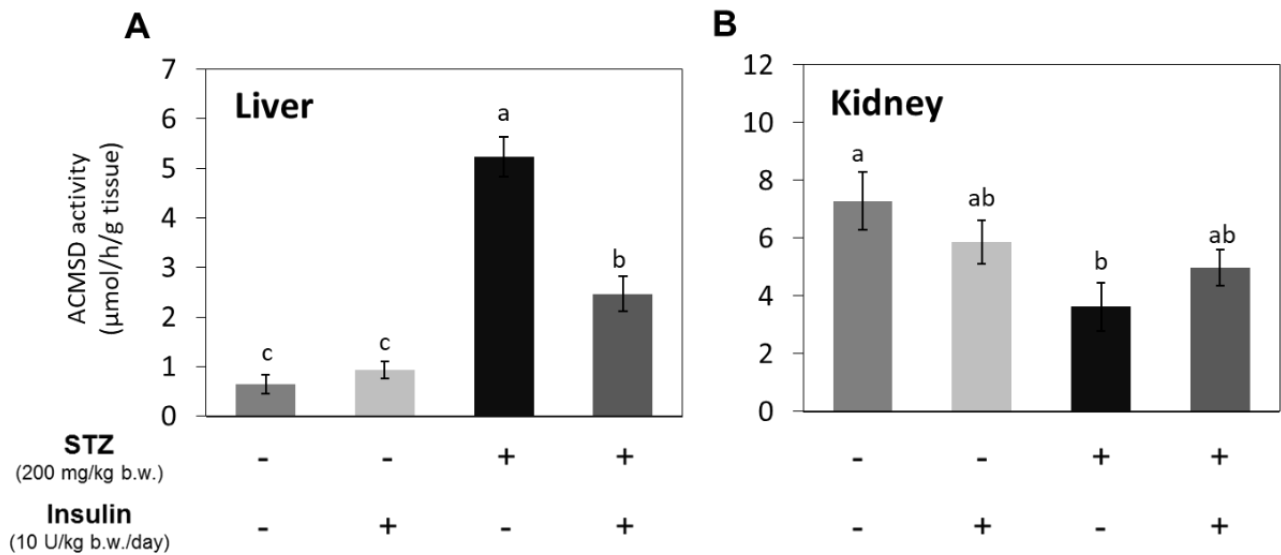 A
B
Liver
Kidney
ACMSD activity
(μmol/h/g tissue)
7
6
5
4
3
2
1
0
c
c
a
b
12
10
8
6
4
2
0
a
ab
b
ab
STZ
(200 mg/kg b.w.)
- - + +
- - + +
Insulin
(10 U/kg b.w./day)
- + - +
- + - +